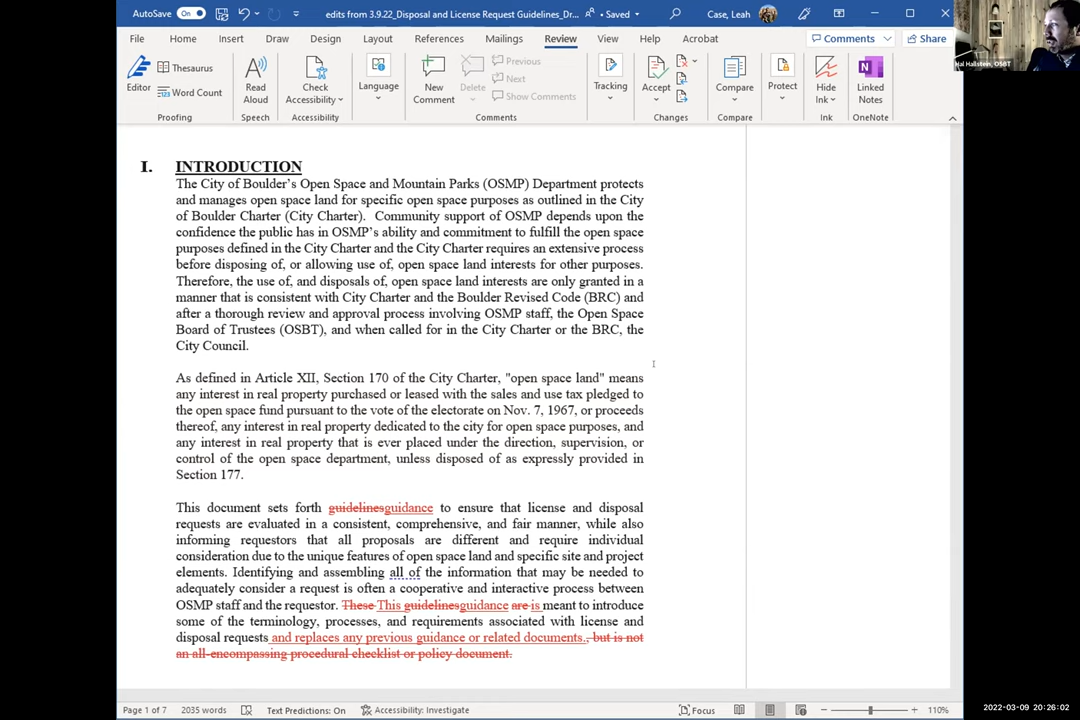 AutoSave On edits from 3.9.22_Disposal and License Request Guidelines_Dr... • Saved Case, Leah
File Home Insert Draw Design Layout References Mailings Review View Help Acrobat Comments Share
Editor Thesaurus Word Count Read Aloud Check Accessibility Language New Comment Delete Previous Next Show Comments Tracking Accept Compare Protect Hide Ink Linked Notes
Proofing Speech Accessibility Comments Changes Compare Ink OneNote
Hal Hallstein, OSBT
I. INTRODUCTION
The City of Boulder's Open Space and Mountain Parks (OSMP) Department protects
and manages open space land for specific open space purposes as outlined in the City
of Boulder Charter (City Charter). Community support of OSMP depends upon the
confidence the public has in OSMP's ability and commitment to fulfill the open space
purposes defined in the City Charter and the City Charter requires an extensive process
before disposing of, or allowing use of, open space land interests for other purposes.
Therefore, the use of, and disposals of, open space land interests are only granted in a
manner that is consistent with City Charter and the Boulder Revised Code (BRC) and
after a thorough review and approval process involving OSMP staff, the Open Space
Board of Trustees (OSBT), and when called for in the City Charter or the BRC, the
City Council.
As defined in Article XII, Section 170 of the City Charter, "open space land" means
any interest in real property purchased or leased with the sales and use tax pledged to
the open space fund pursuant to the vote of the electorate on Nov. 7, 1967, or proceeds
thereof, any interest in real property dedicated to the city for open space purposes, and
any interest in real property that is ever placed under the direction, supervision, or
control of the open space department, unless disposed of as expressly provided in
Section 177.
This document sets forth guidelinesguidance to ensure that license and disposal
requests are evaluated in a consistent, comprehensive, and fair manner, while also
informing requestors that all proposals are different and require individual
consideration due to the unique features of open space land and specific site and project
elements. Identifying and assembling all of the information that may be needed to
adequately consider a request is often a cooperative and interactive process between
OSMP staff and the requestor. These This guidelinesguidance are is meant to introduce
some of the terminology, processes, and requirements associated with license and
disposal requests and replaces any previous guidance or related documents., but is not
an all-encompassing procedural checklist or policy document.
Page 1 of 7 2035 words Text Predictions: On Accessibility: Investigate Focus 110%
2022-03-09 20:26:02